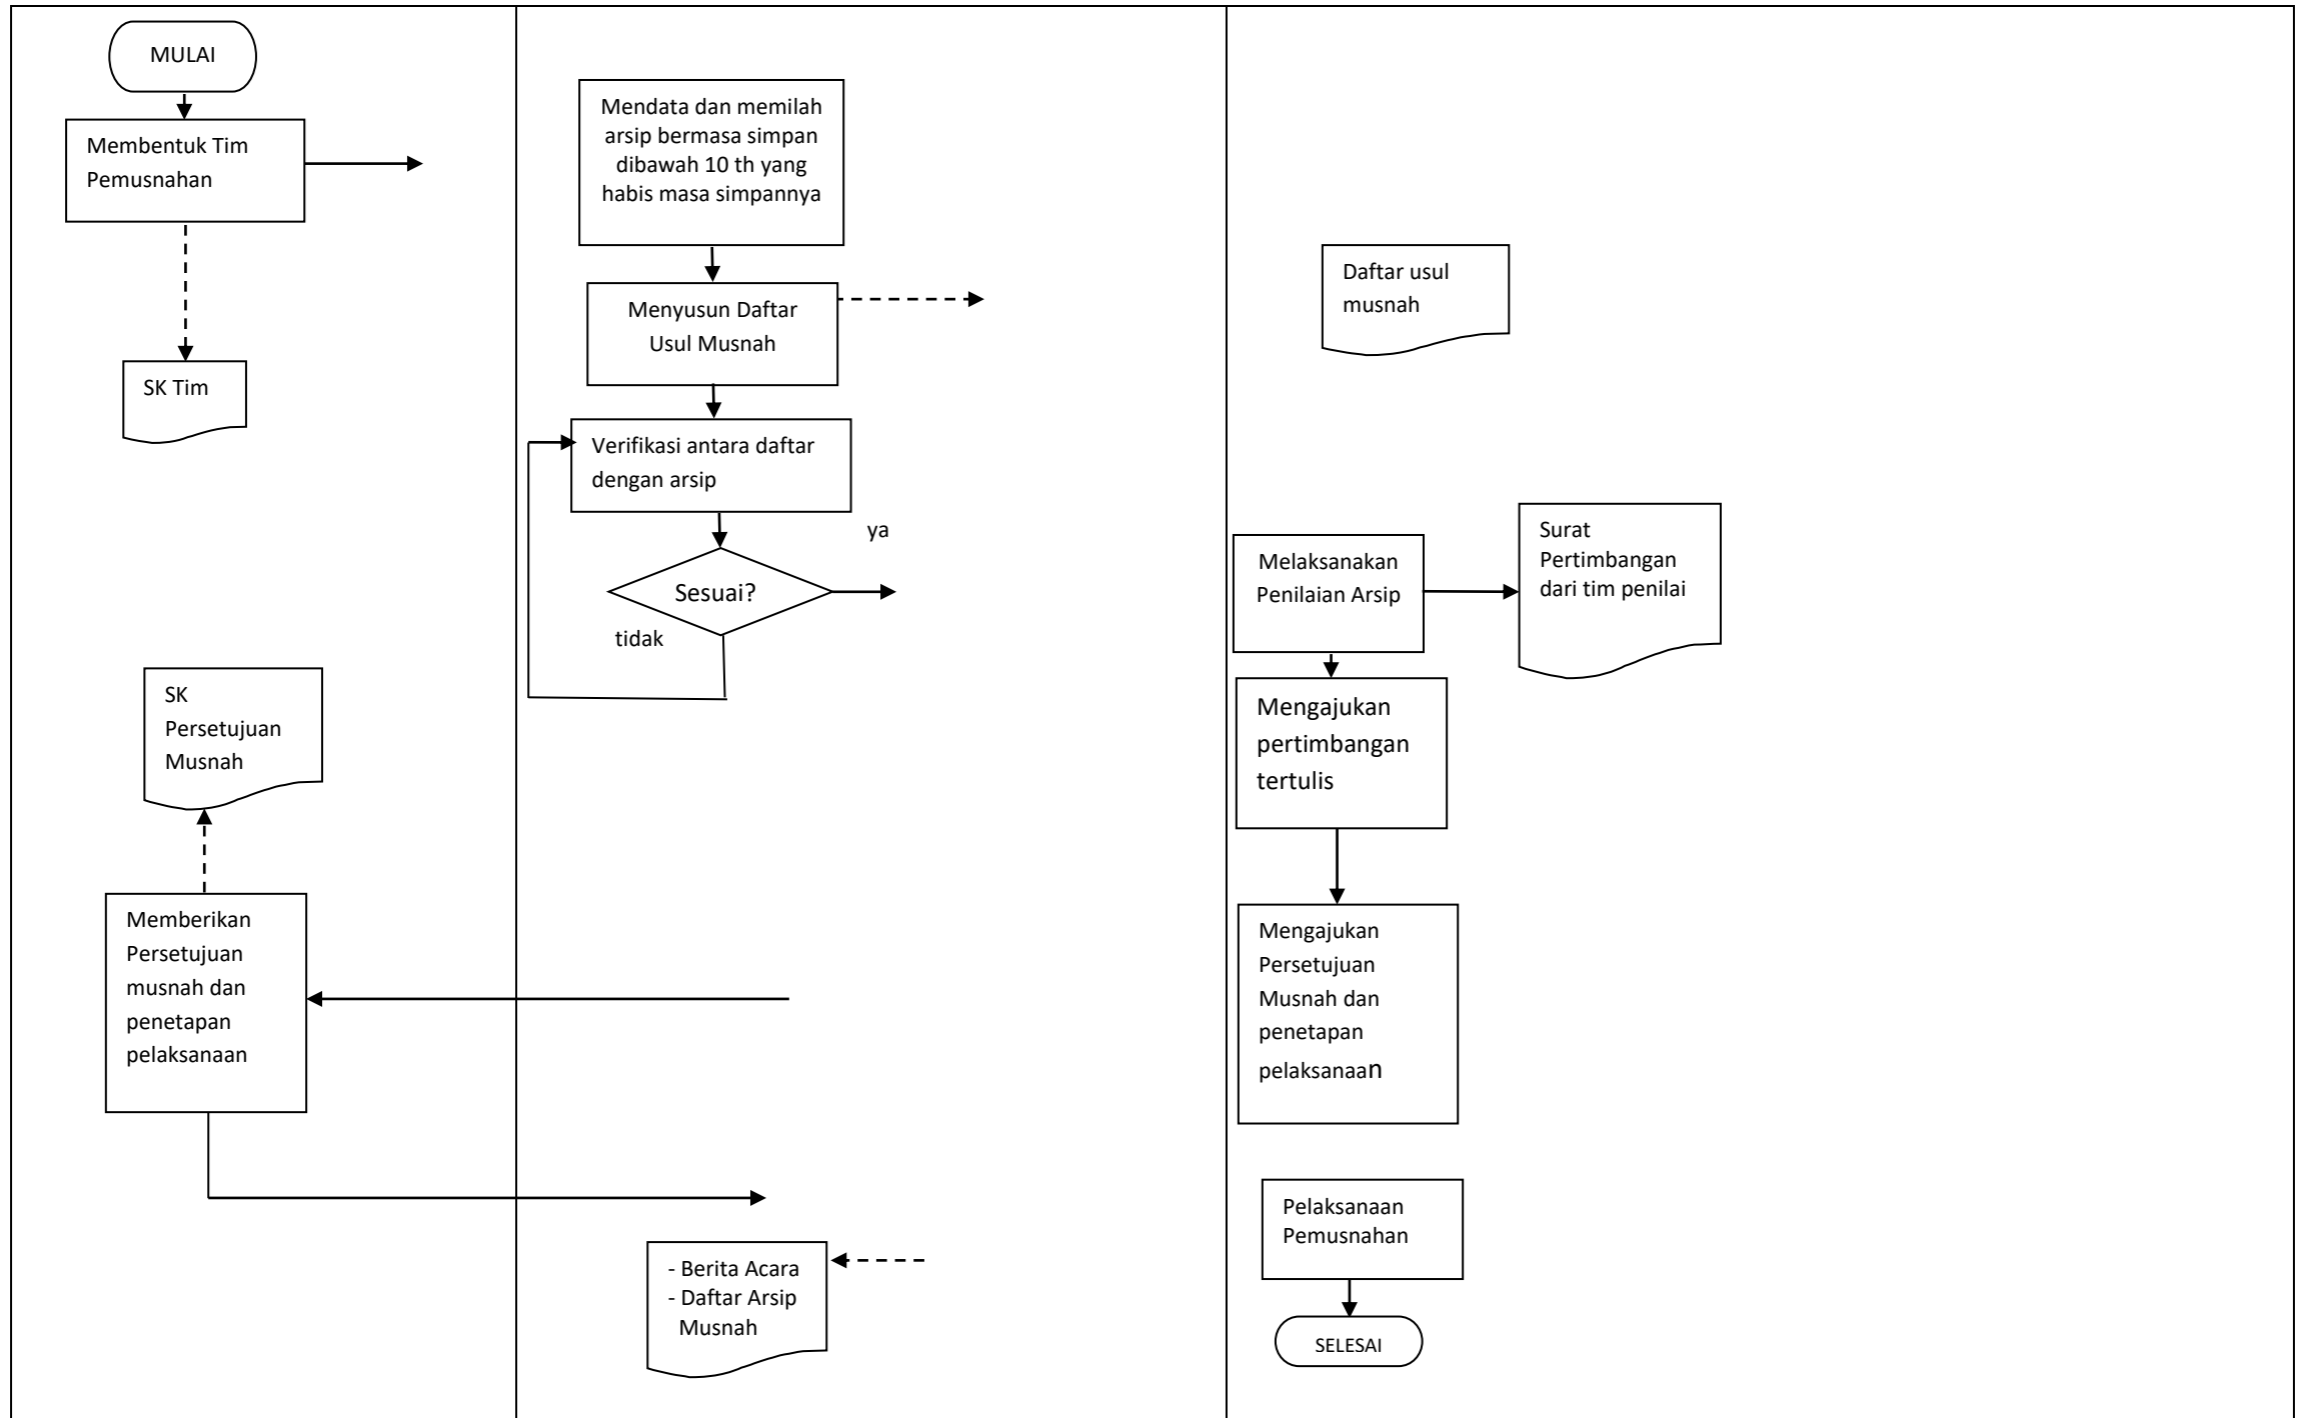 MULAI
Membentuk Tim
Pemusnahan
SK Tim
SK
Persetujuan
Musnah
Memberikan
Persetujuan
musnah dan
penetapan
pelaksanaan
Mendata dan memilah
arsip bermasa simpan
dibawah 10 th yang
habis masa simpannya
Menyusun Daftar
Usul Musnah
Verifikasi antara daftar
dengan arsip
ya
Sesuai?
tidak
- Berita Acara
- Daftar Arsip
Musnah
Daftar usul
musnah
Melaksanakan
Penilaian Arsip
Surat
Pertimbangan
dari tim penilai
Mengajukan
pertimbangan
tertulis
Mengajukan
Persetujuan
Musnah dan
penetapan
pelaksanaan
Pelaksanaan
Pemusnahan
SELESAI